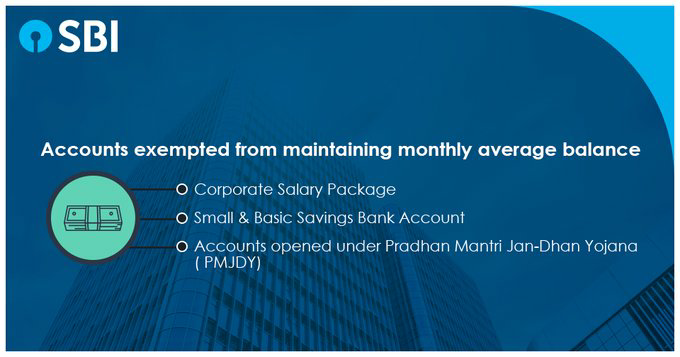 SBI
Accounts exempted from maintaining monthly average balance
Corporate Salary Package
Small & Basic Savings Bank Account
Accounts opened under Pradhan Mantri Jan-Dhan Yojana
( PMJDY)